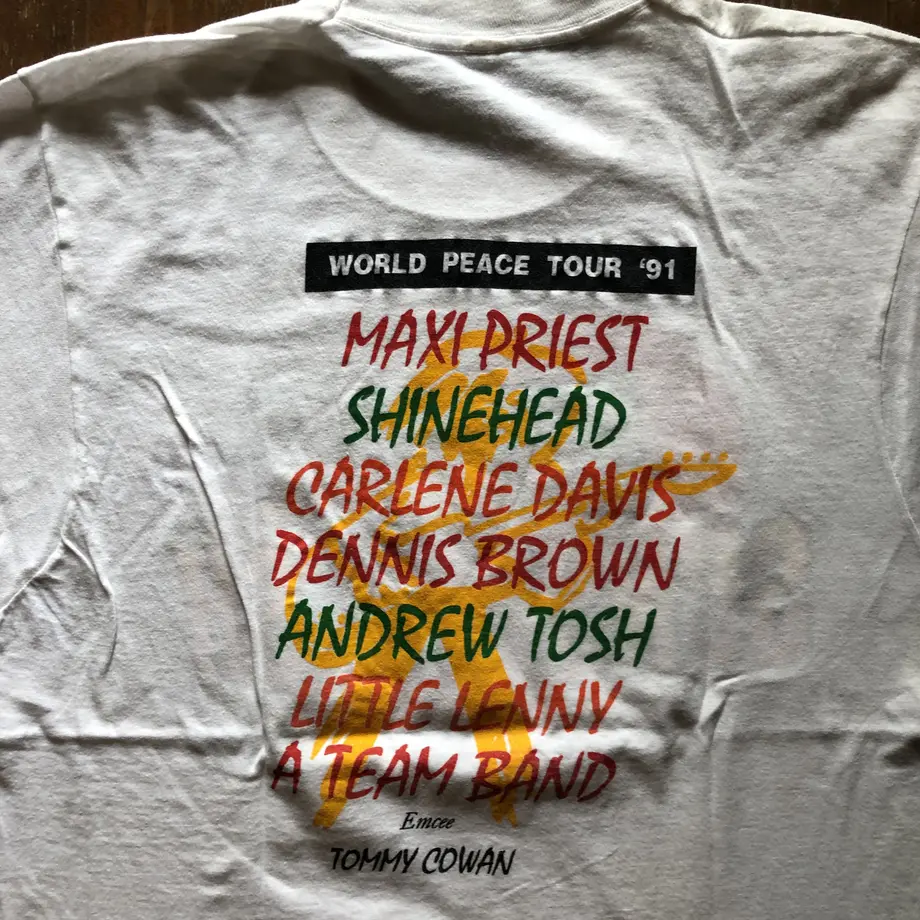 WORLD PEACE TOUR '91
MAXI PRIEST
SHINEHEAD
CARLENE DAVIS
DENNIS BROWN
ANDREW TOSH
LITTLE LENNY
A TEAM BAND
Emcee
TOMMY COWAN